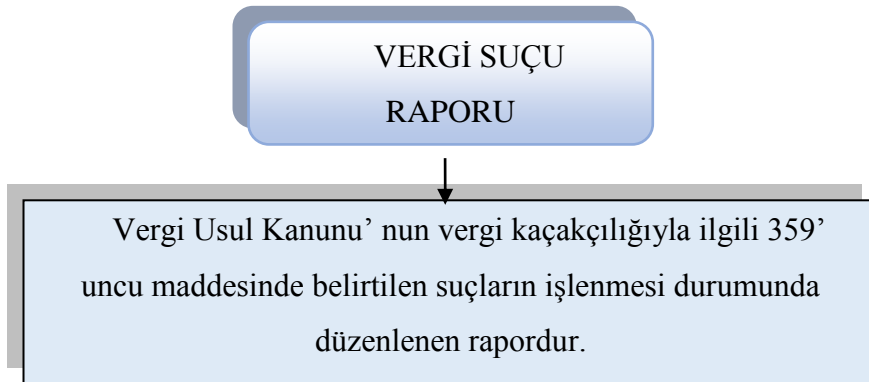 VERGİ SUÇU
RAPORU
Vergi Usul Kanunu’ nun vergi kaçakçılığıyla ilgili 359’
uncu maddesinde belirtilen suçların işlenmesi durumunda
düzenlenen rapordur.